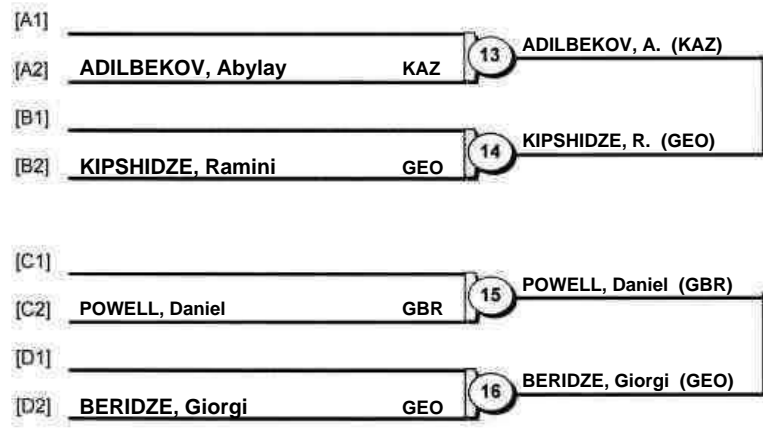 [A1]
[A2] ADILBEKOV, Abylay KAZ
13 ADILBEKOV, A. (KAZ)
[B1]
[B2] KIPSHIDZE, Ramini GEO
14 KIPSHIDZE, R. (GEO)
[C1]
[C2] POWELL, Daniel GBR
15 POWELL, Daniel (GBR)
[D1]
[D2] BERIDZE, Giorgi GEO
16 BERIDZE, Giorgi (GEO)